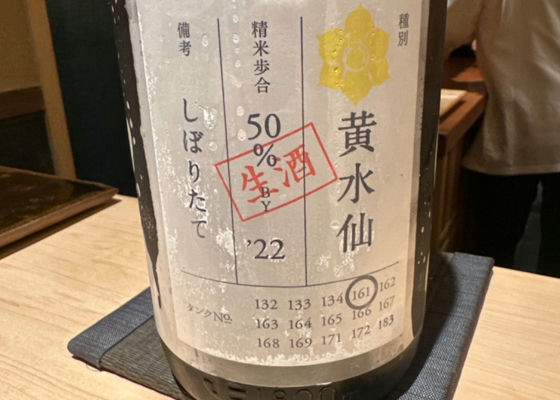 種別
黄水仙
精米歩合
50
%
BY
'22
生酒
備考
しぼりたて
タンクNo.
132 133 134 161 162
163 164 165 166 167
168 169 171 172 183